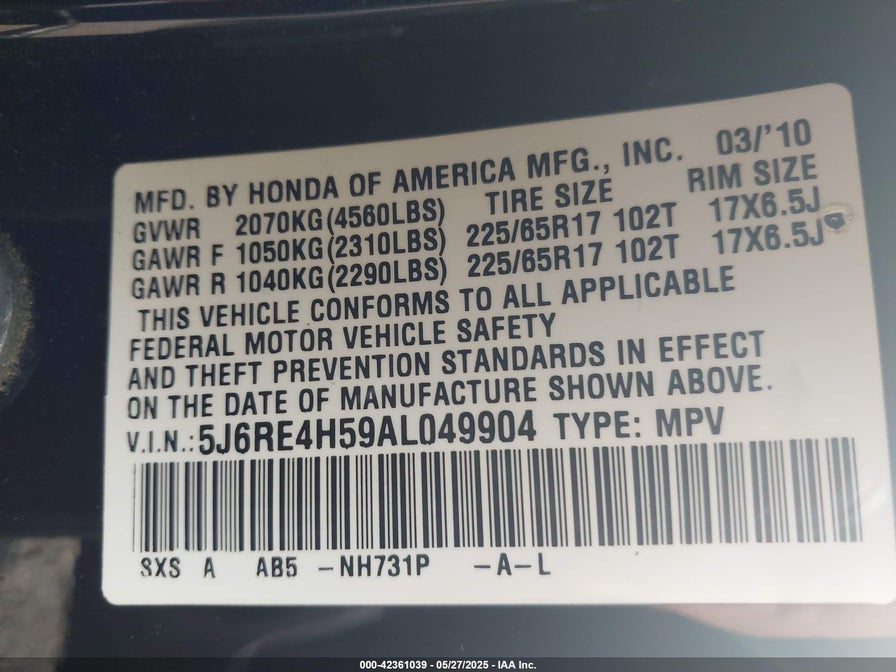 MFD. BY HONDA OF AMERICA MFG., INC. 03/'10
GVWR 2070KG(4560LBS) TIRE SIZE RIM SIZE
GAWR F 1050KG(2310LBS) 225/65R17 102T 17X6.5J
GAWR R 1040KG(2290LBS) 225/65R17 102T 17X6.5J
THIS VEHICLE CONFORMS TO ALL APPLICABLE
FEDERAL MOTOR VEHICLE SAFETY
AND THEFT PREVENTION STANDARDS IN EFFECT
ON THE DATE OF MANUFACTURE SHOWN ABOVE.
V.I.N.: 5J6RE4H59AL049904 TYPE: MPV
SXS A AB5 -NH731P -A-L
000-42361039 - 05/27/2025 - IAA Inc.